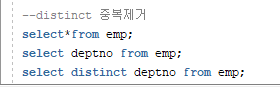 --distinct 중복제거
select*from emp;
select deptno from emp;
select distinct deptno from emp;